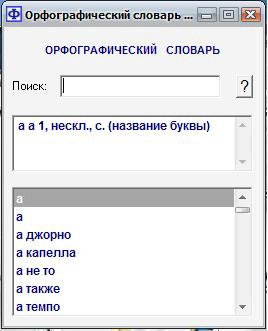 Орфографический словарь ...
ОРФОГРАФИЧЕСКИЙ СЛОВАРЬ
Поиск:
?
а а 1, нескл., с. (название буквы)
а
а
а джорно
а капелла
а не то
а также
а темпо